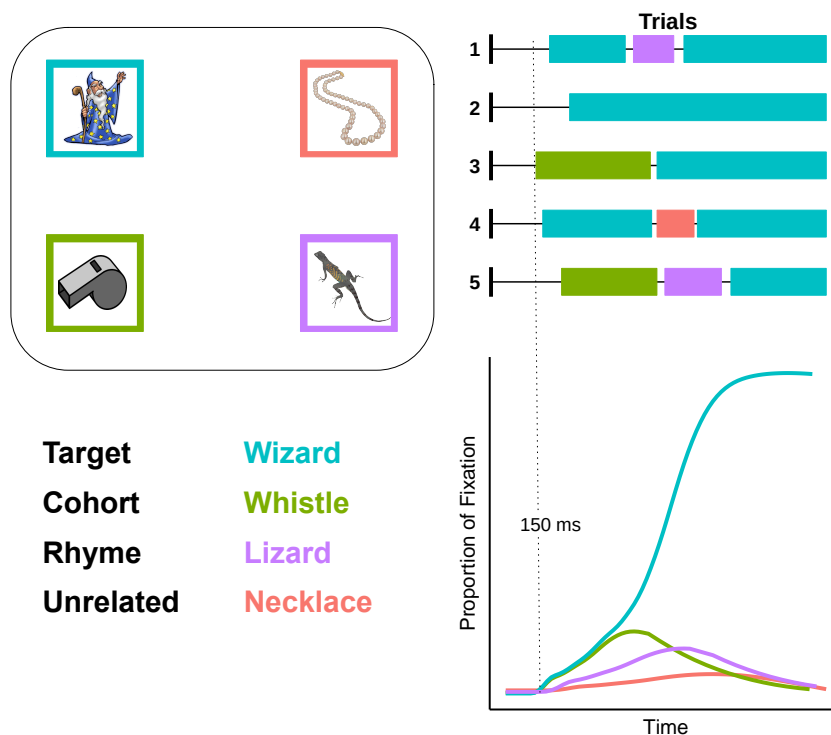 Trials
1
2
3
4
5
Target Wizard
Cohort Whistle
Rhyme Lizard
Unrelated Necklace
Proportion of Fixation
150 ms
Time